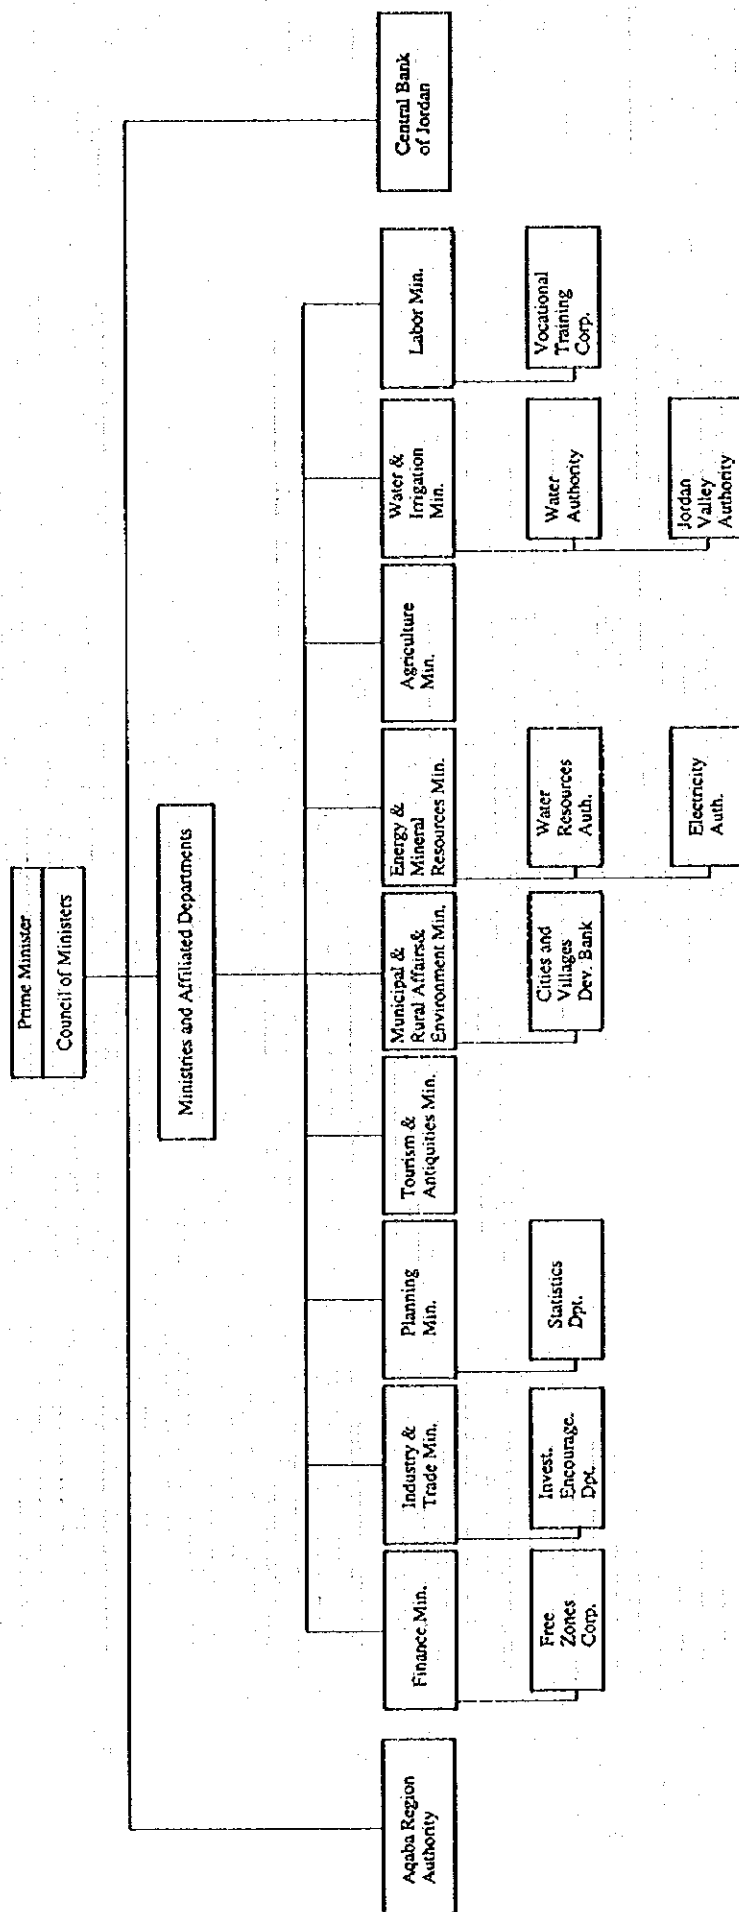 Prime Minister
Council of Ministers
Ministries and Affiliated Departments
Aqaba Region
Authority
Finance Min.
Industry &
Trade Min.
Planning
Min.
Tourism &
Antiquities Min.
Municipal &
Rural Affairs&
Environment Min.
Energy &
Mineral
Resources Min.
Agriculture
Min.
Water &
Irrigation
Min.
Labor Min.
Central Bank
of Jordan
Free
Zones
Corp.
Invest.
Encourage.
Dpt.
Statistics
Dpt.
Cities and
Villages
Dev. Bank
Water
Resources
Auth.
Water
Authority
Vocational
Training
Corp.
Electricity
Auth.
Jordan
Valley
Authority